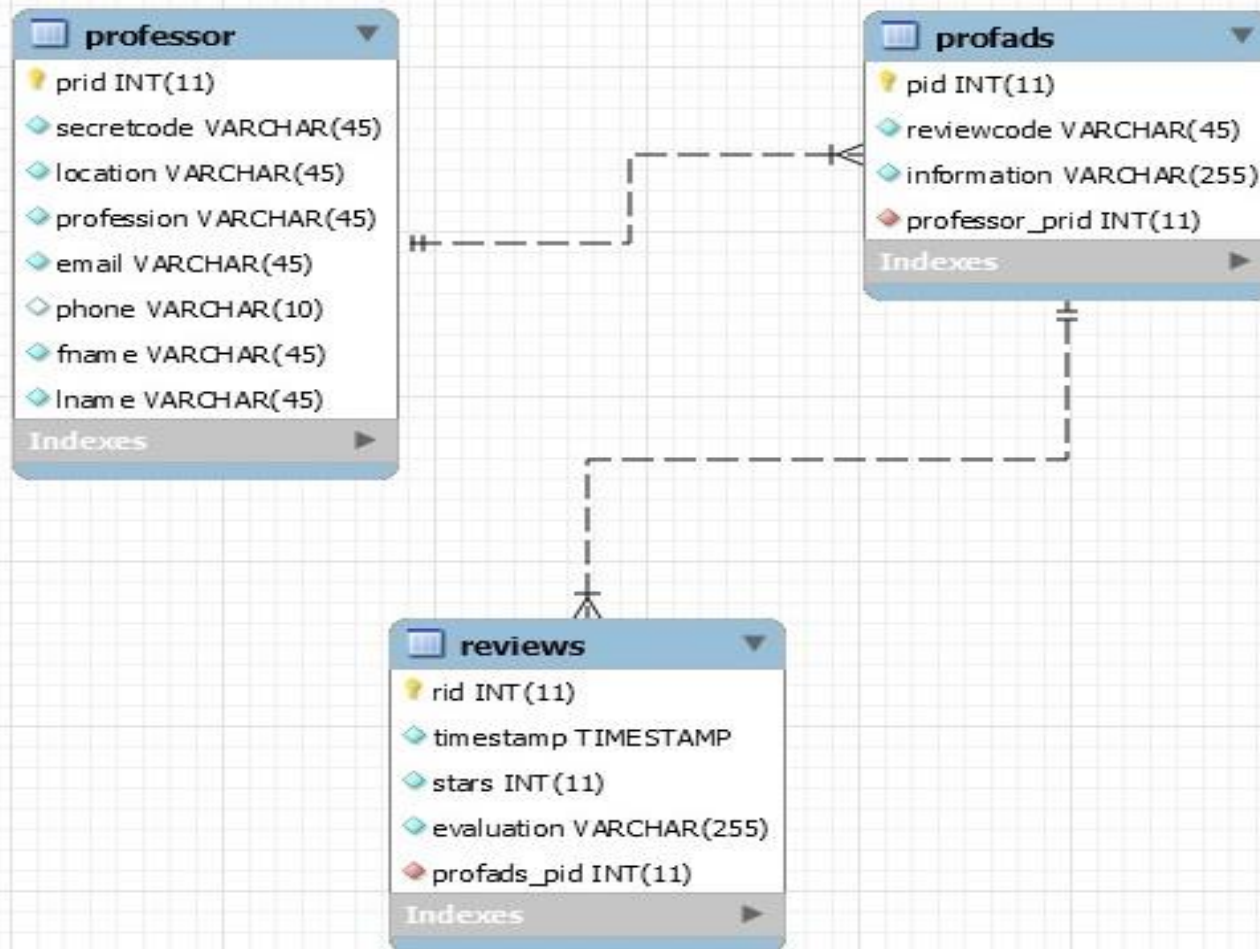 professor
prid INT(11)
secretcode VARCHAR(45)
location VARCHAR(45)
profession VARCHAR(45)
email VARCHAR(45)
phone VARCHAR(10)
fname VARCHAR(45)
lname VARCHAR(45)
Indexes
profads
pid INT(11)
reviewcode VARCHAR(45)
information VARCHAR(255)
professor_prid INT(11)
Indexes
reviews
rid INT(11)
timestamp TIMESTAMP
stars INT(11)
evaluation VARCHAR(255)
profads_pid INT(11)
Indexes